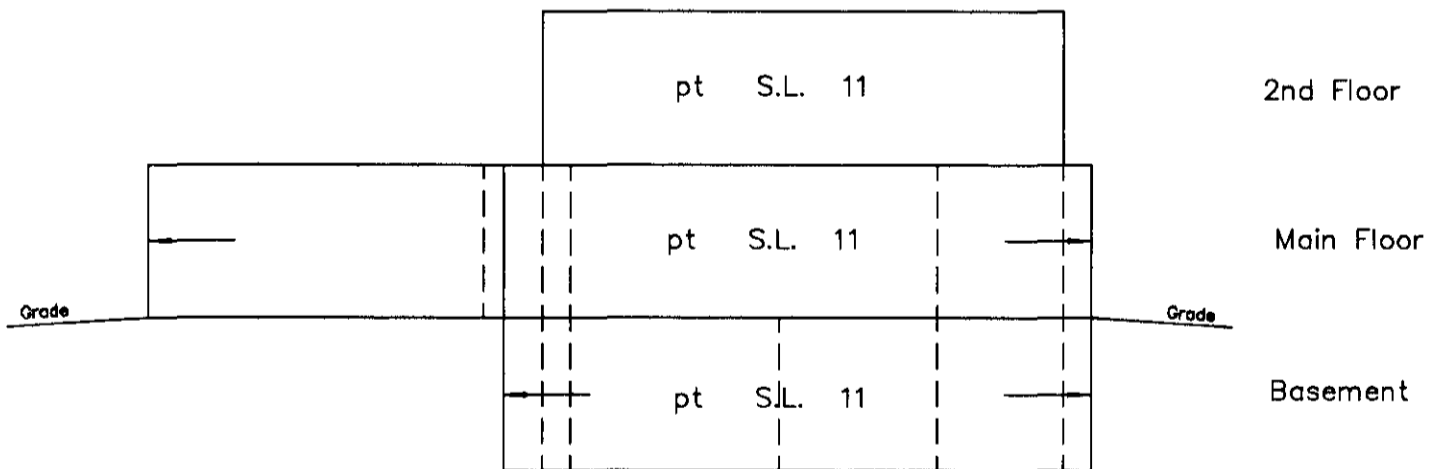 pt S.L. 11 2nd Floor
pt S.L. 11 Main Floor
Grade Grade
pt S.L. 11 Basement